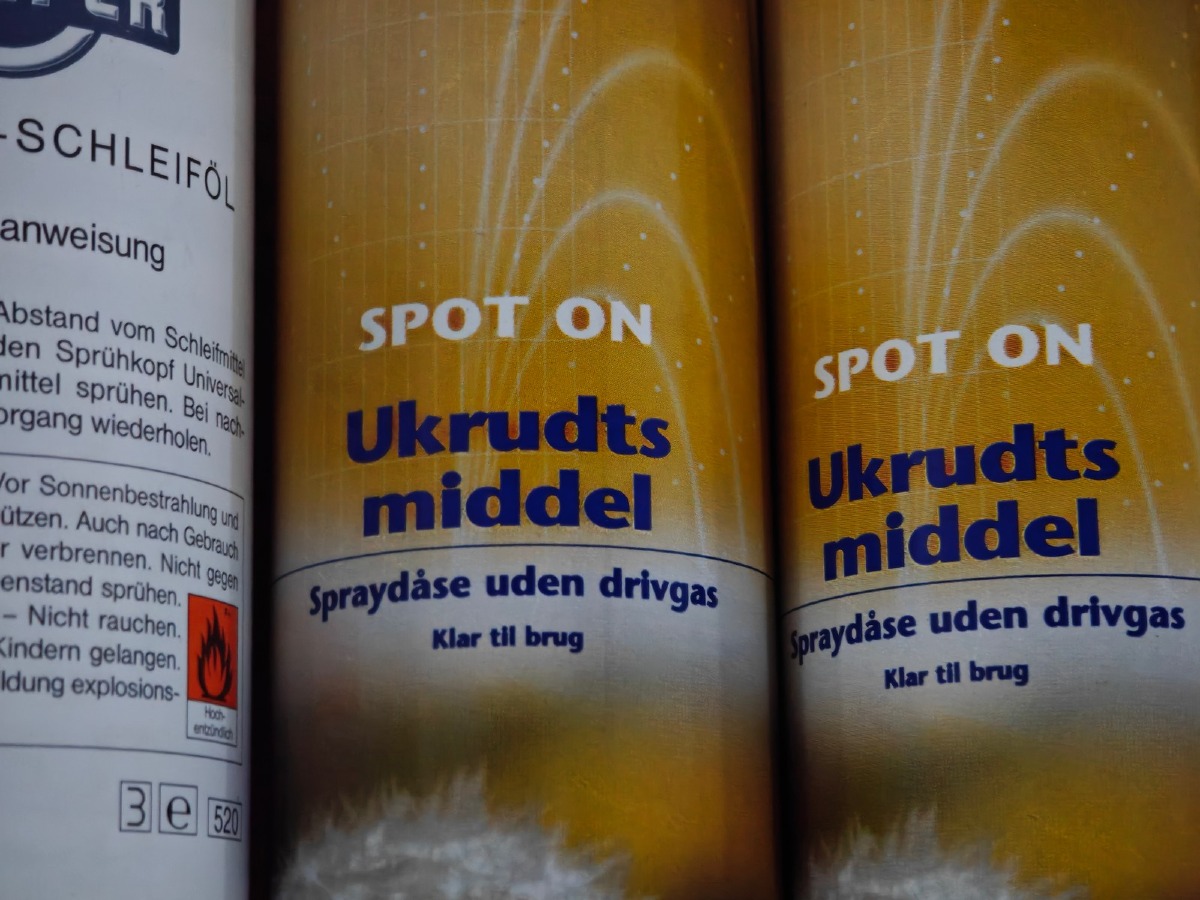 -SCHLEIFÖL
anweisung
Abstand vom Schleifmittel
den Sprühkopf Universal-
mittel sprühen. Bei nach-
organg wiederholen.
Vor Sonnenbestrahlung und
ützen. Auch nach Gebrauch
r verbrennen. Nicht gegen
enstand sprühen.
– Nicht rauchen.
Kindern gelangen.
ldung explosions-
Hoch-
entzündlich
3 e 520
SPOT ON
Ukrudts
middel
Spraydåse uden drivgas
Klar til brug
SPOT ON
Ukrudts
middel
Spraydåse uden drivgas
Klar til brug